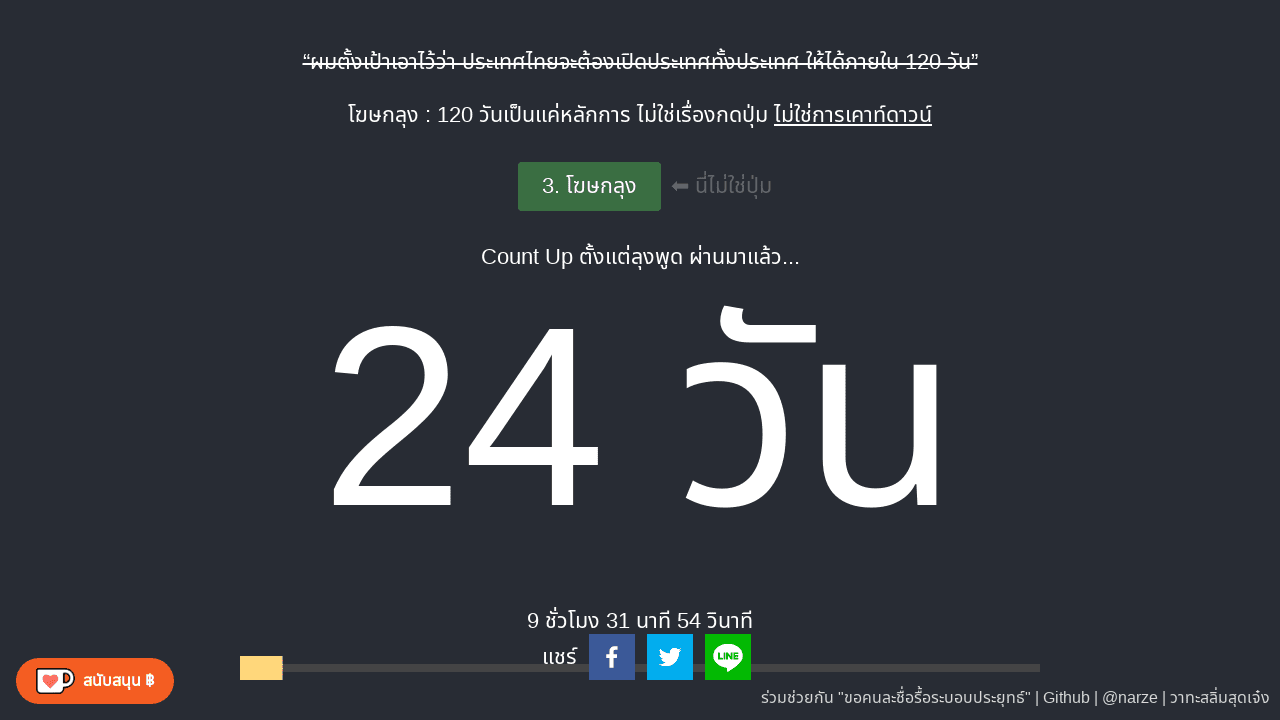 “ผมตั้งเป้าเอาไว้ว่า ประเทศไทยจะต้องเปิดประเทศทั้งประเทศ ให้ได้ภายใน 120 วัน”
โฆษกลุง : 120 วันเป็นแค่หลักการ ไม่ใช่เรื่องกดปุ่ม ไม่ใช่การเคาท์ดาวน์
3. โฆษกลุง ⬅ นี่ไม่ใช่ปุ่ม
Count Up ตั้งแต่ลุงพูด ผ่านมาแล้ว...
24 วัน
9 ชั่วโมง 31 นาที 54 วินาที
แชร์
LINE
สนับสนุน ฿
ร่วมช่วยกัน "ขอคนละชื่อรื้อระบอบประยุทธ์" | Github | @narze | วาทะสลิ่มสุดเจ๋ง